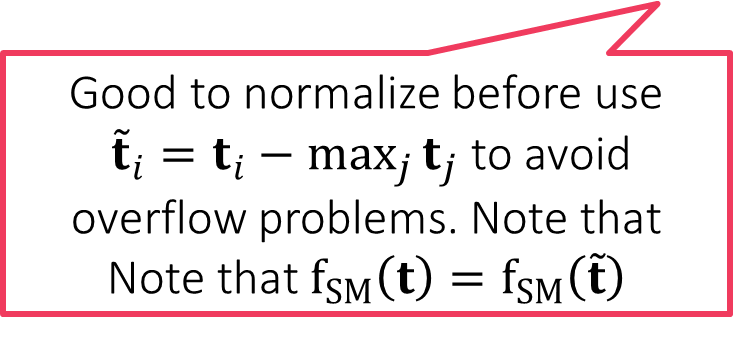 Good to normalize before use
𝐭̃ᵢ = 𝐭ᵢ − maxⱼ 𝐭ⱼ to avoid
overflow problems. Note that
Note that f_SM(𝐭) = f_SM(𝐭̃)